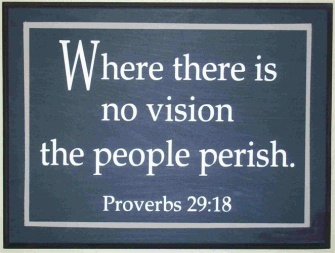 Where there is
no vision
the people perish.
Proverbs 29:18